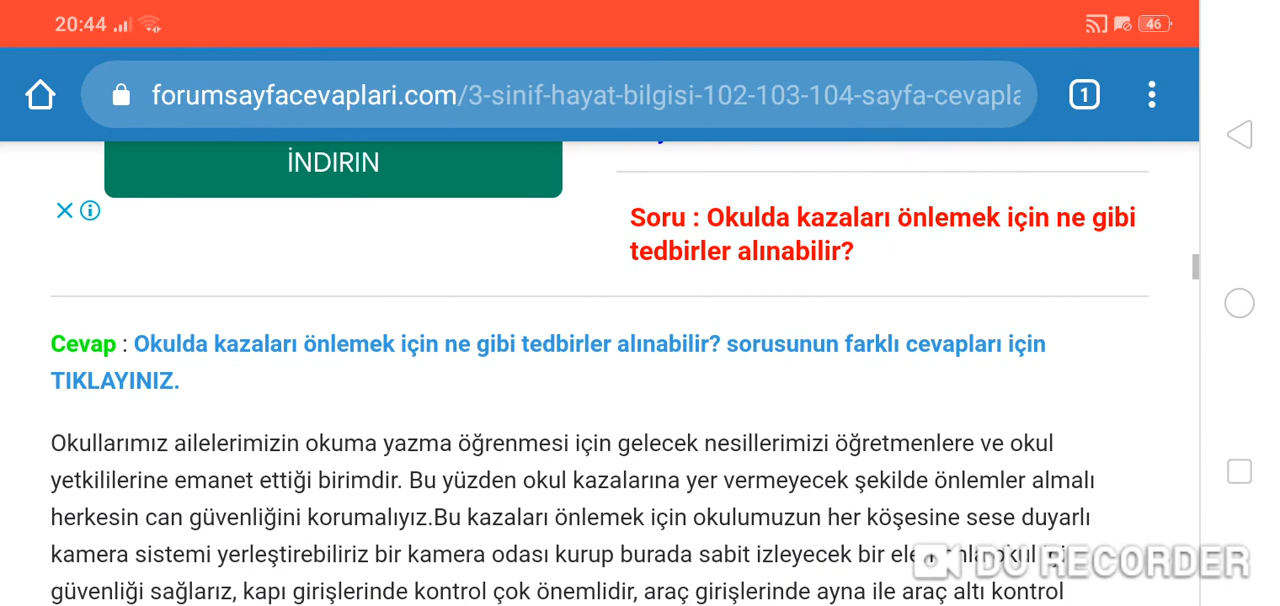 20:44
46
forumsayfacevaplari.com/3-sinif-hayat-bilgisi-102-103-104-sayfa-cevapla
1
İNDIRIN
Soru : Okulda kazaları önlemek için ne gibi
tedbirler alınabilir?
Cevap : Okulda kazaları önlemek için ne gibi tedbirler alınabilir? sorusunun farklı cevapları için
TIKLAYINIZ.
Okullarımız ailelerimizin okuma yazma öğrenmesi için gelecek nesillerimizi öğretmenlere ve okul
yetkililerine emanet ettiği birimdir. Bu yüzden okul kazalarına yer vermeyecek şekilde önlemler almalı
herkesin can güvenliğini korumalıyız.Bu kazaları önlemek için okulumuzun her köşesine sese duyarlı
kamera sistemi yerleştirebiliriz bir kamera odası kurup burada sabit izleyecek bir
DU RECORDER
güvenliği sağlarız, kapı girişlerinde kontrol çok önemlidir, araç girişlerinde ayna ile araç altı kontrol